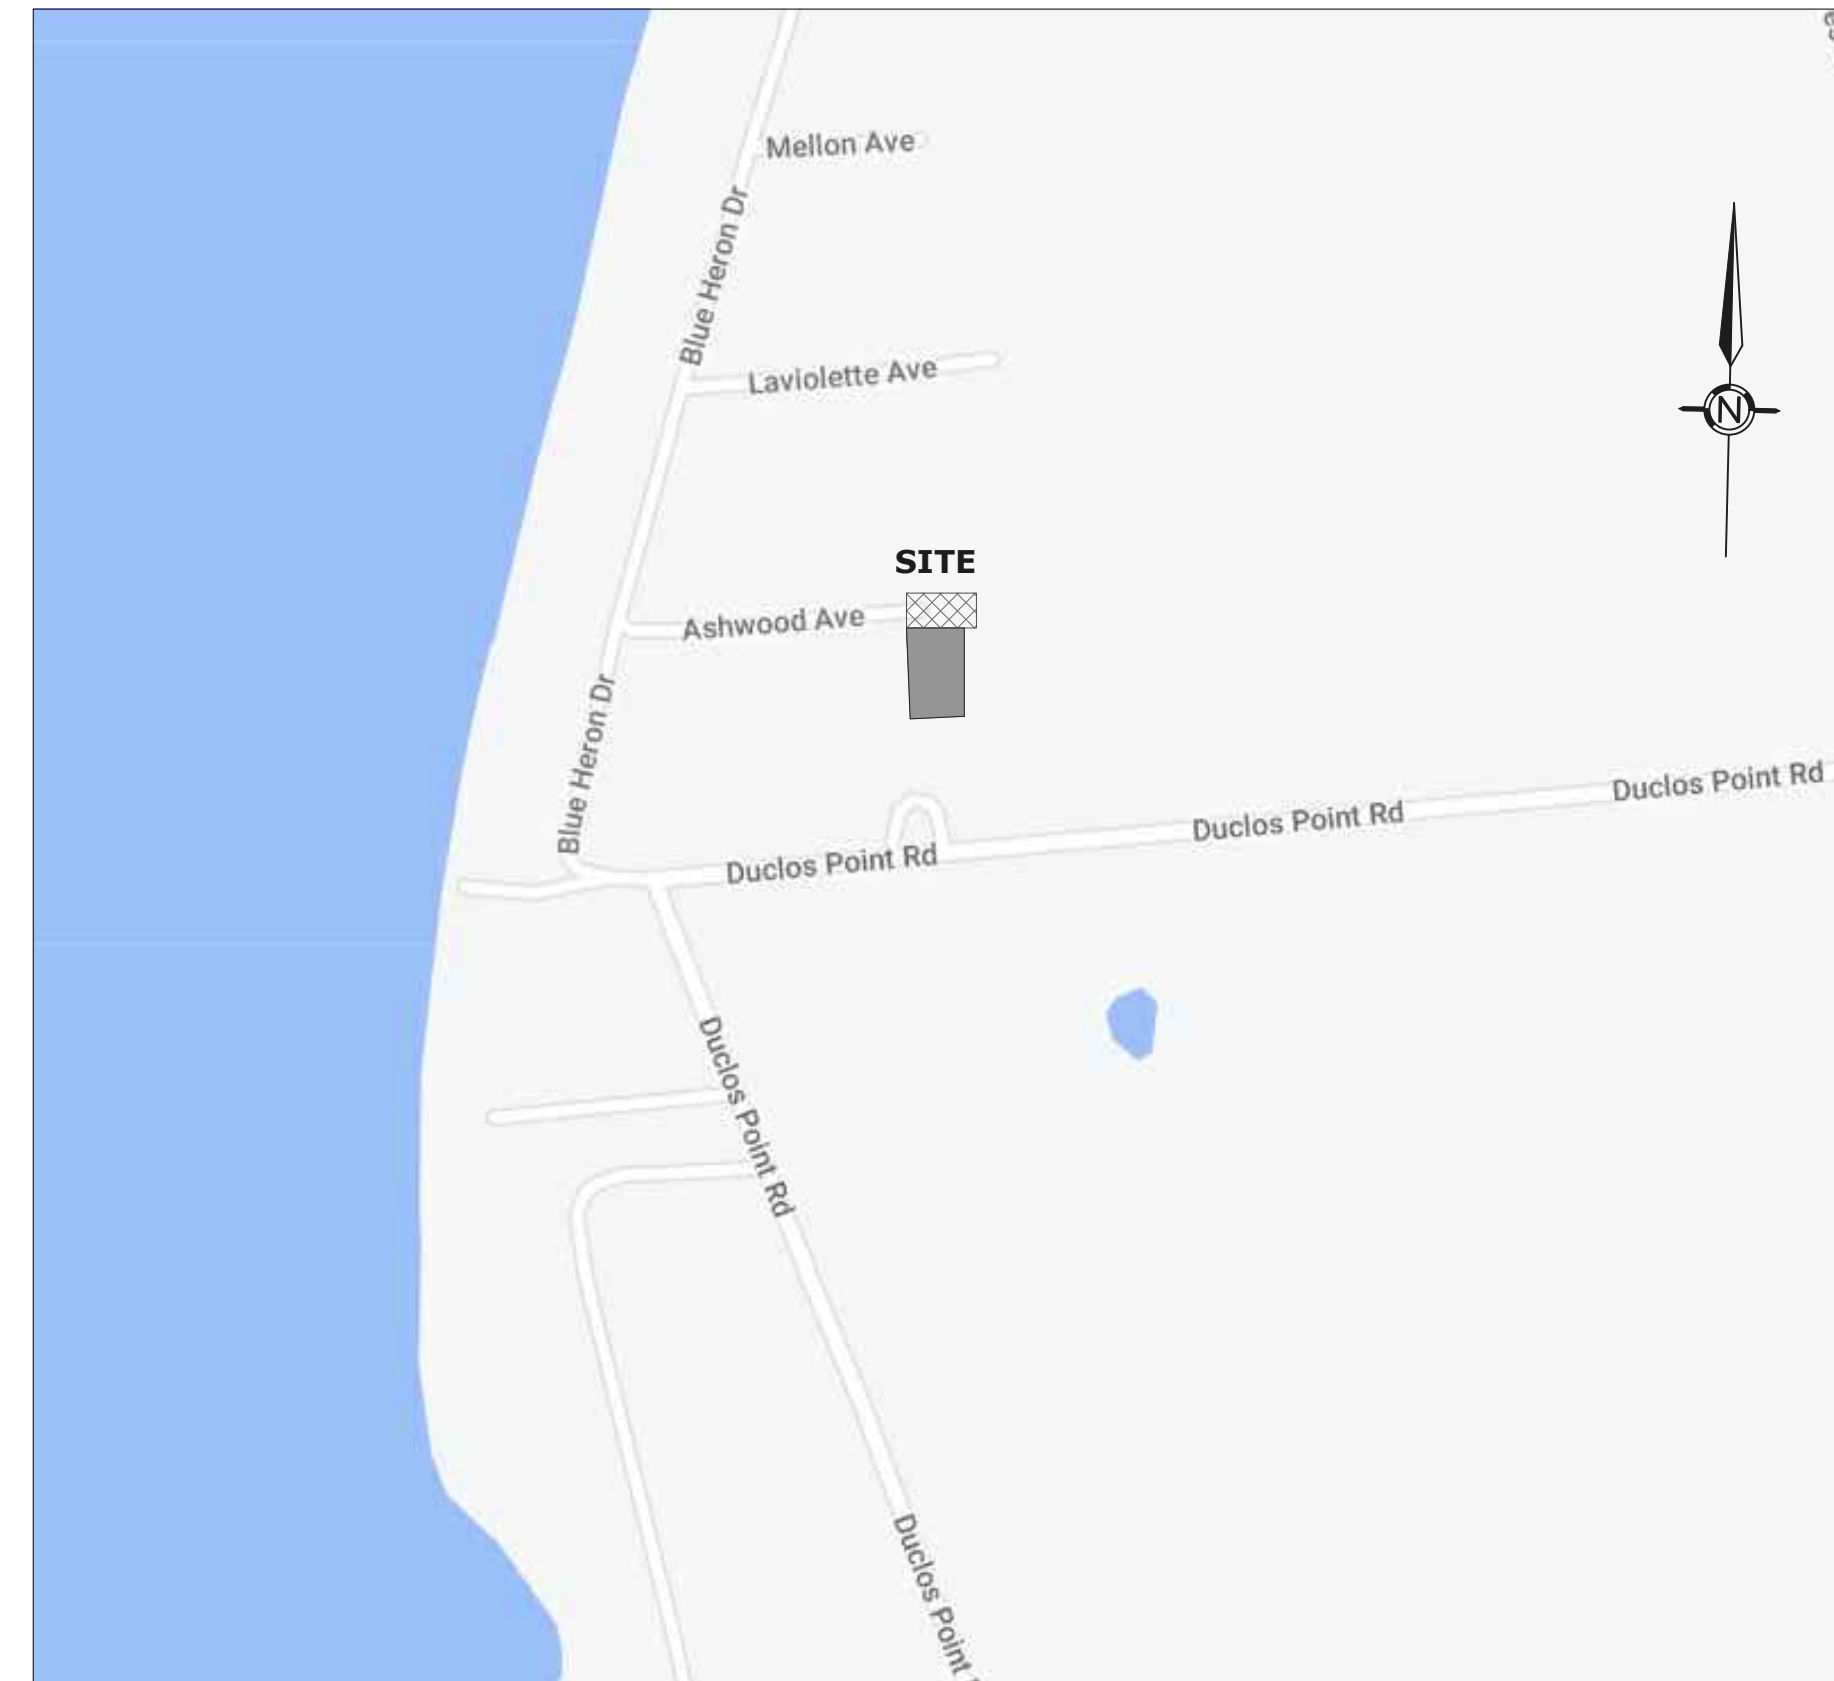 Mellon Ave
Blue Heron Dr
Laviolette Ave
N
SITE
Ashwood Ave
Blue Heron Dr
Duclos Point Rd
Duclos Point Rd
Duclos Point Rd
Duclos Point Rd
Duclos Point